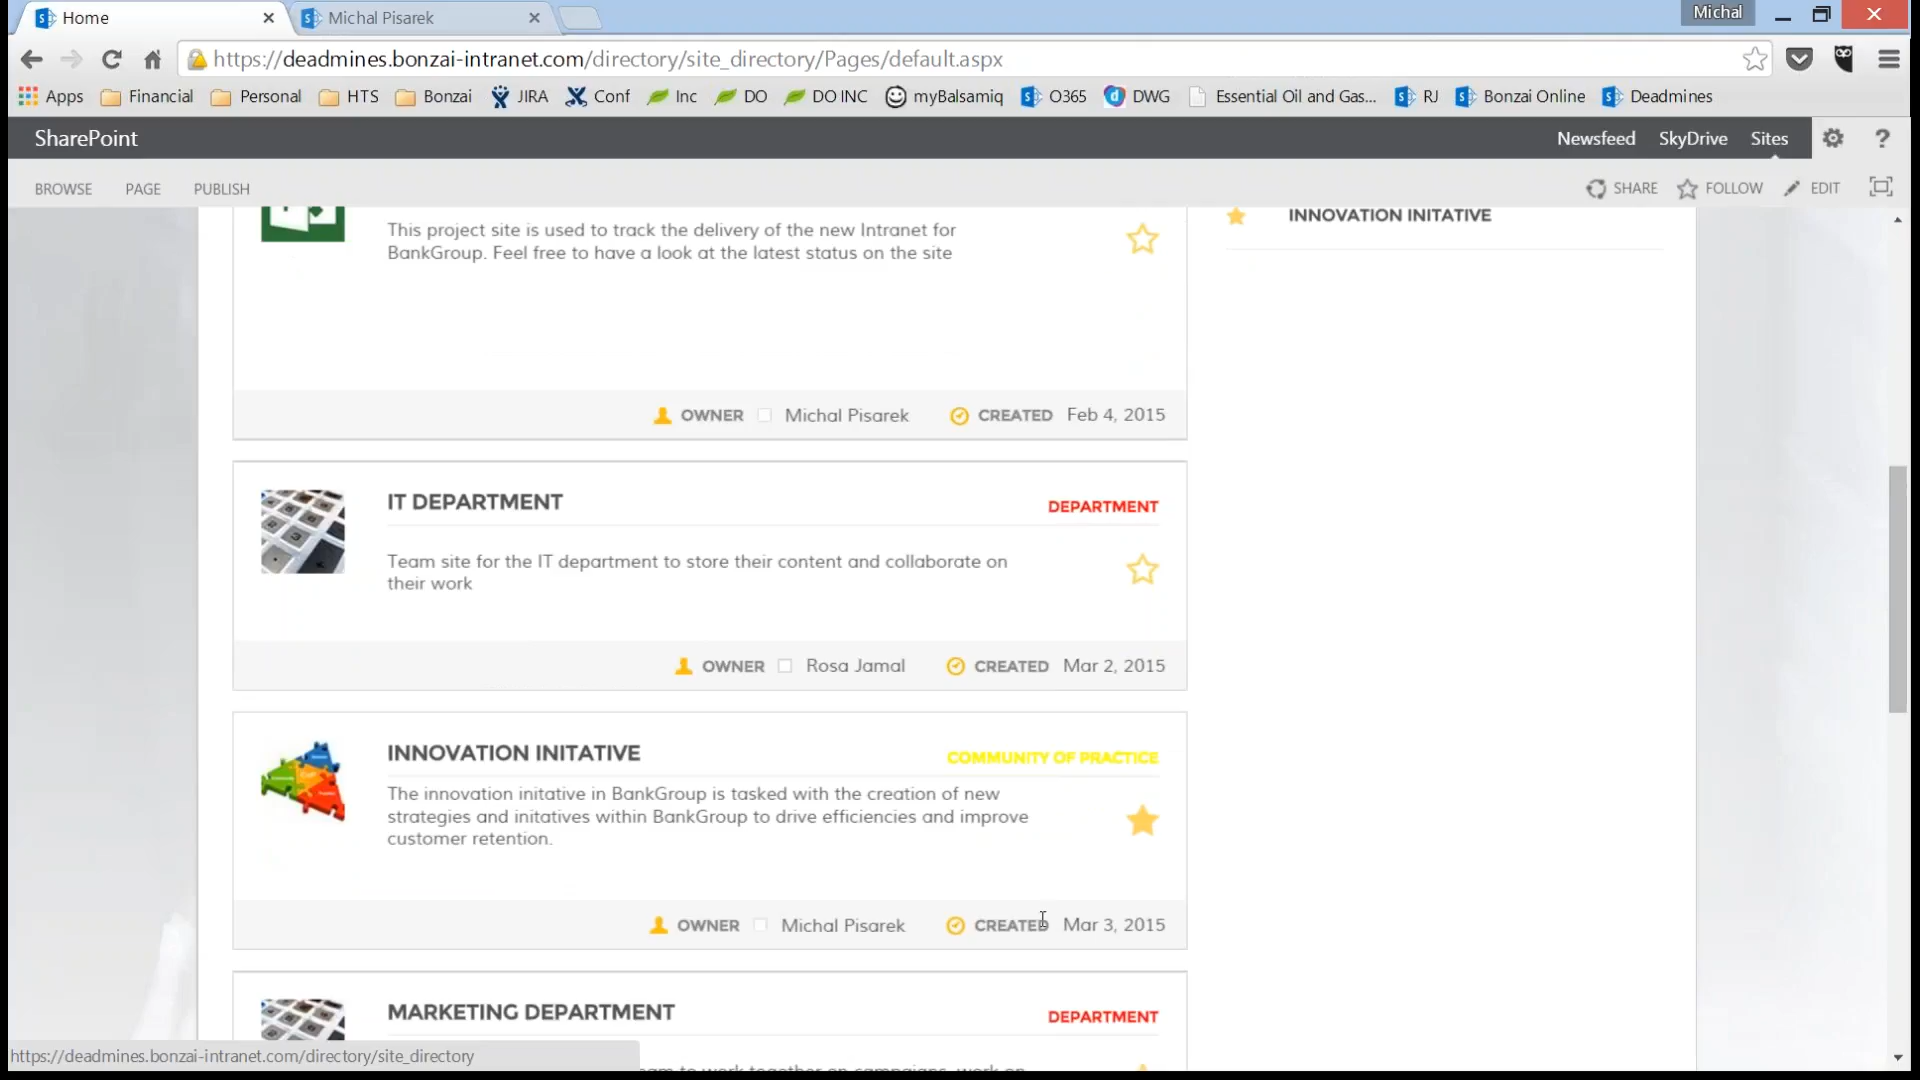 Home
Michal Pisarek
Michal
https://deadmines.bonzai-intranet.com/directory/site_directory/Pages/default.aspx
Apps Financial Personal HTS Bonzai JIRA Conf Inc DO DO INC myBalsamiq O365 DWG Essential Oil and Gas... RJ Bonzai Online Deadmines
SharePoint
Newsfeed SkyDrive Sites ?
BROWSE PAGE PUBLISH
SHARE FOLLOW EDIT
INNOVATION INITATIVE
This project site is used to track the delivery of the new Intranet for
BankGroup. Feel free to have a look at the latest status on the site
OWNER Michal Pisarek CREATED Feb 4, 2015
IT DEPARTMENT
DEPARTMENT
Team site for the IT department to store their content and collaborate on
their work
OWNER Rosa Jamal CREATED Mar 2, 2015
INNOVATION INITATIVE
COMMUNITY OF PRACTICE
The innovation initative in BankGroup is tasked with the creation of new
strategies and initatives within BankGroup to drive efficiencies and improve
customer retention.
OWNER Michal Pisarek CREATED Mar 3, 2015
MARKETING DEPARTMENT
DEPARTMENT
to work together on campaigns, work on
https://deadmines.bonzai-intranet.com/directory/site_directory